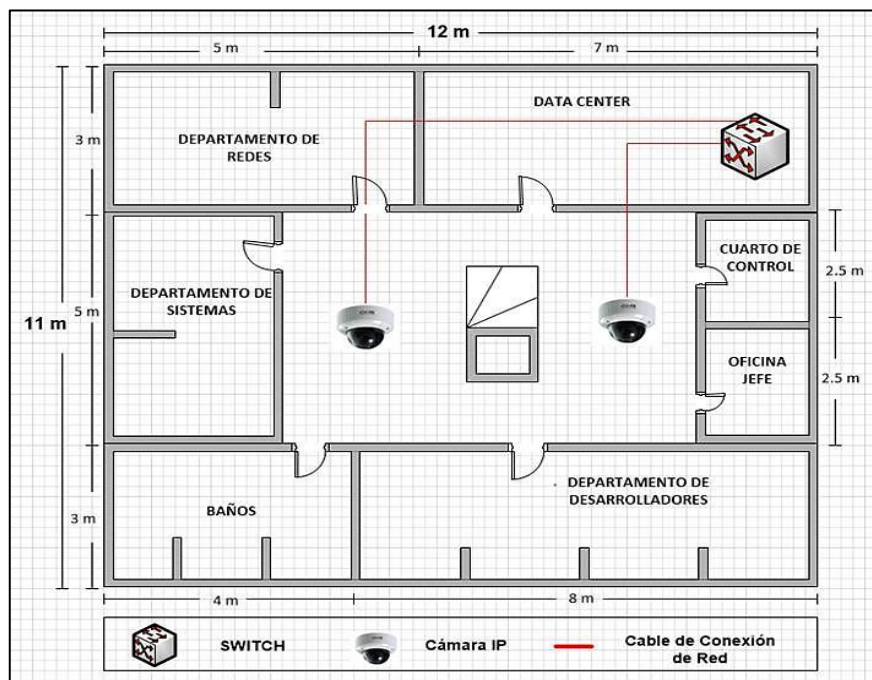 12 m
5 m
7 m
DATA CENTER
3 m
DEPARTAMENTO DE
REDES
CUARTO DE
CONTROL
2.5 m
DEPARTAMENTO DE
SISTEMAS
5 m
11 m
OFICINA
JEFE
2.5 m
DEPARTAMENTO DE
DESARROLLADORES
BAÑOS
3 m
4 m
8 m
SWITCH
Cámara IP
Cable de Conexión
de Red